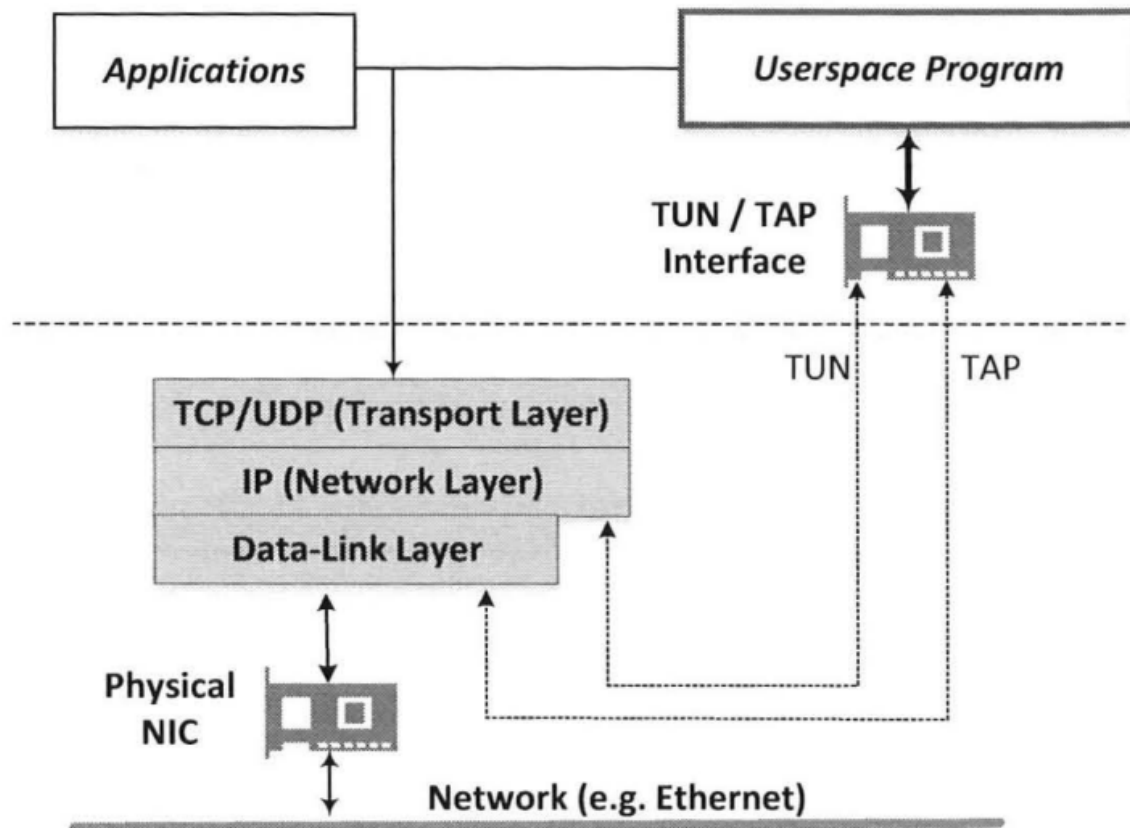 Applications
Userspace Program
TUN / TAP
Interface
TUN
TAP
TCP/UDP (Transport Layer)
IP (Network Layer)
Data-Link Layer
Physical
NIC
Network (e.g. Ethernet)